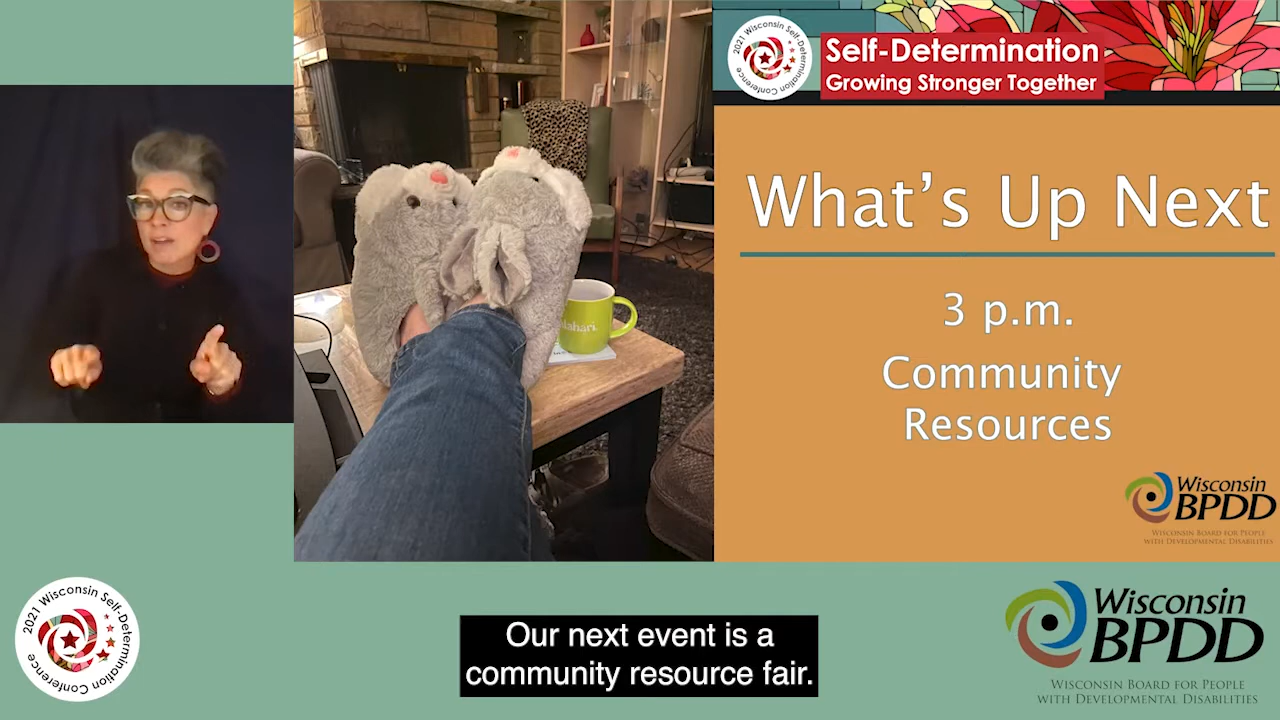 2021 Wisconsin Self-Determination Conference
Self-Determination
Growing Stronger Together
What's Up Next
3 p.m.
Community
Resources
Wisconsin
BPDD
Wisconsin Board for People
with Developmental Disabilities
2021 Wisconsin Self-Determination Conference
Our next event is a
community resource fair.
Wisconsin
BPDD
Wisconsin Board for People
with Developmental Disabilities